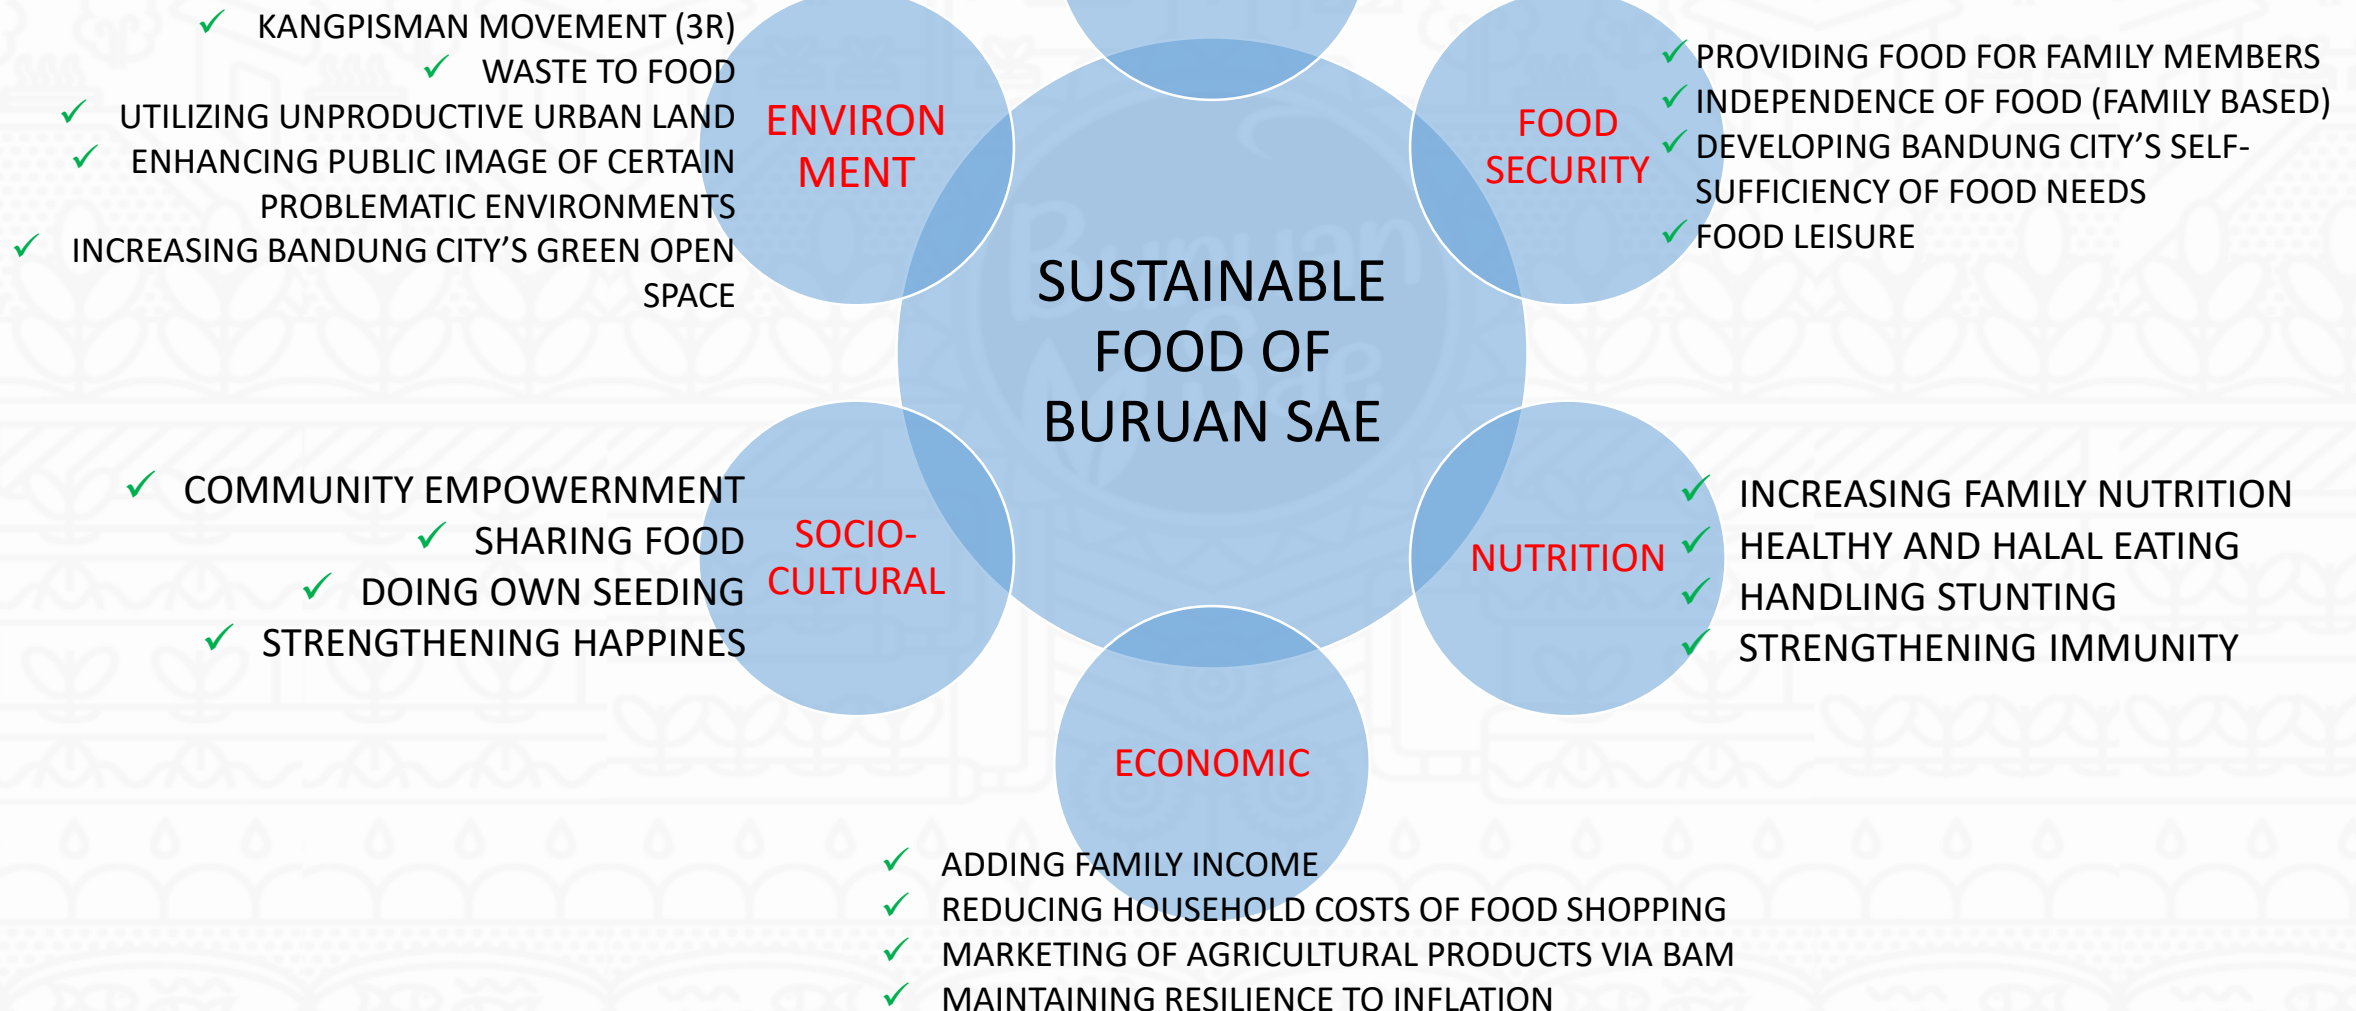 KANGPISMAN MOVEMENT (3R)
WASTE TO FOOD
UTILIZING UNPRODUCTIVE URBAN LAND
ENHANCING PUBLIC IMAGE OF CERTAIN
PROBLEMATIC ENVIRONMENTS
INCREASING BANDUNG CITY'S GREEN OPEN
SPACE
ENVIRON
MENT
FOOD
SECURITY
PROVIDING FOOD FOR FAMILY MEMBERS
INDEPENDENCE OF FOOD (FAMILY BASED)
DEVELOPING BANDUNG CITY'S SELF-
SUFFICIENCY OF FOOD NEEDS
FOOD LEISURE
Buruan
Sae
SUSTAINABLE
FOOD OF
BURUAN SAE
COMMUNITY EMPOWERNMENT
SHARING FOOD
DOING OWN SEEDING
STRENGTHENING HAPPINES
SOCIO-
CULTURAL
NUTRITION
INCREASING FAMILY NUTRITION
HEALTHY AND HALAL EATING
HANDLING STUNTING
STRENGTHENING IMMUNITY
ECONOMIC
ADDING FAMILY INCOME
REDUCING HOUSEHOLD COSTS OF FOOD SHOPPING
MARKETING OF AGRICULTURAL PRODUCTS VIA BAM
MAINTAINING RESILIENCE TO INFLATION